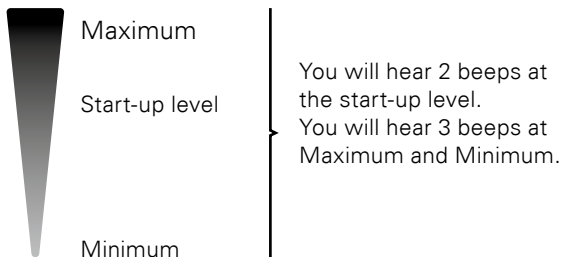 Maximum
Start-up level
Minimum
You will hear 2 beeps at
the start-up level.
You will hear 3 beeps at
Maximum and Minimum.